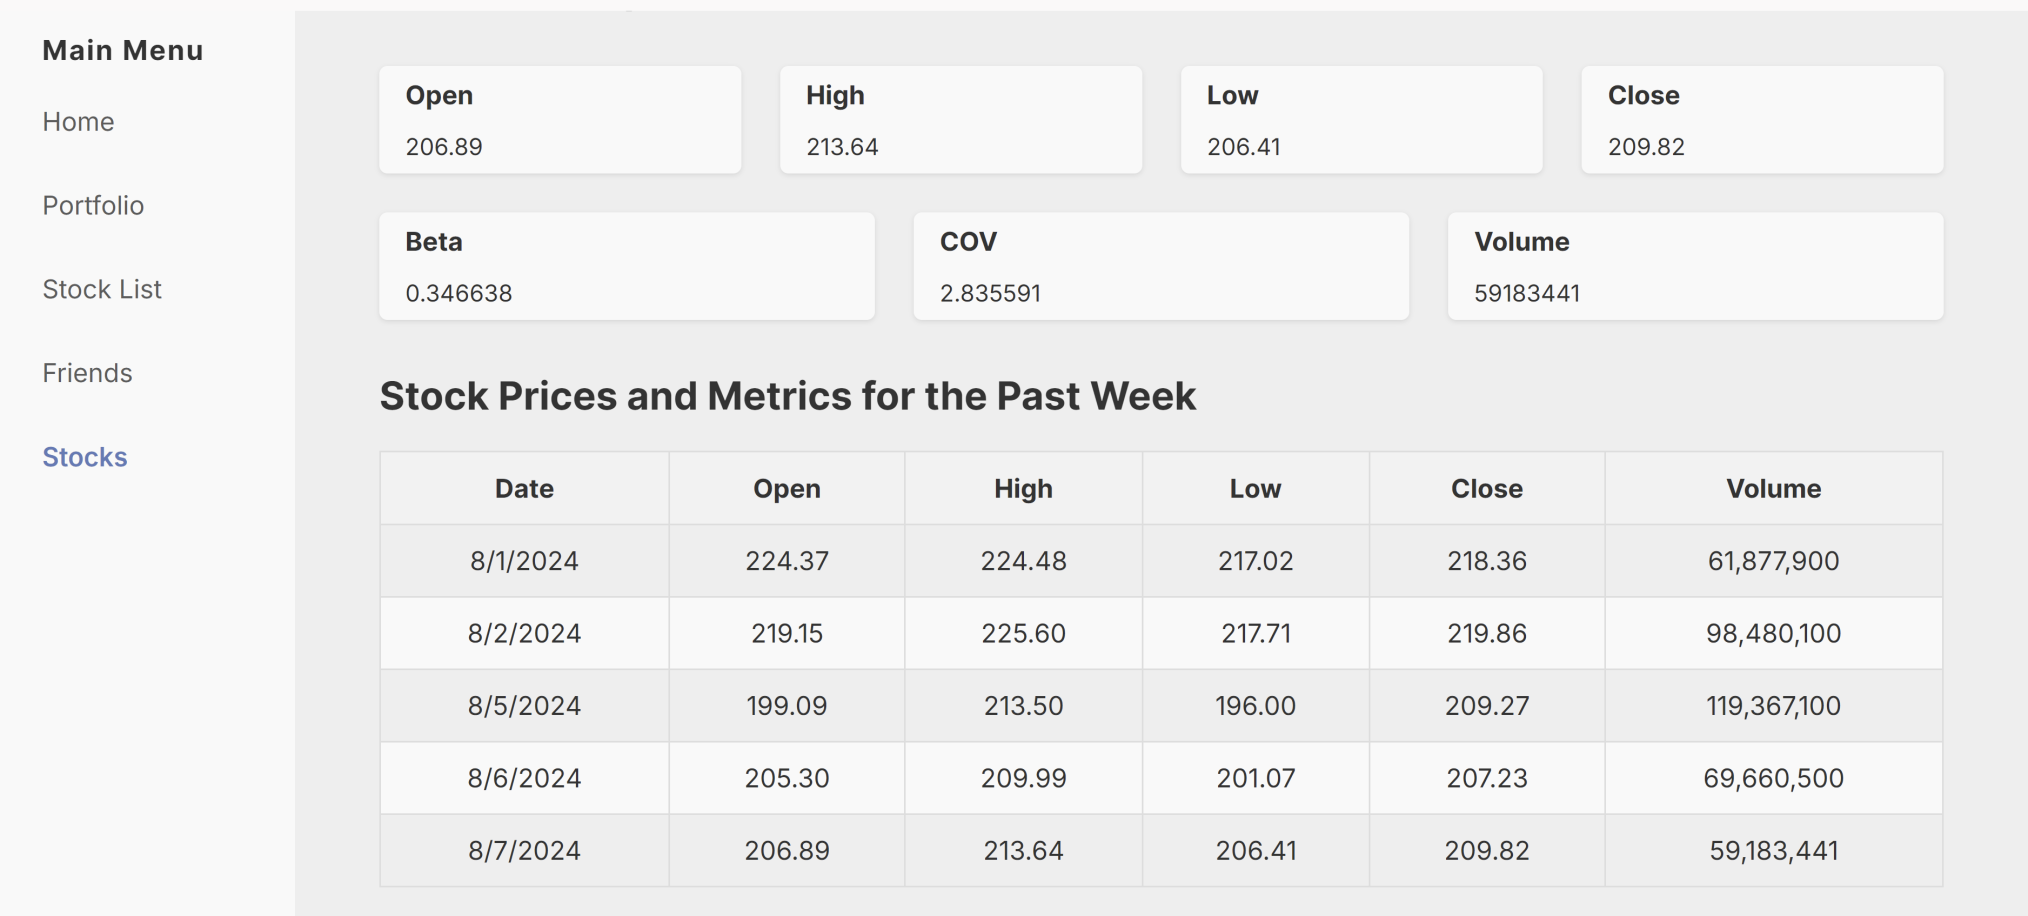 Main Menu
Home
Portfolio
Stock List
Friends
Stocks
Open High Low Close
206.89 213.64 206.41 209.82
Beta COV Volume
0.346638 2.835591 59183441
Stock Prices and Metrics for the Past Week
Date Open High Low Close Volume
8/1/2024 224.37 224.48 217.02 218.36 61,877,900
8/2/2024 219.15 225.60 217.71 219.86 98,480,100
8/5/2024 199.09 213.50 196.00 209.27 119,367,100
8/6/2024 205.30 209.99 201.07 207.23 69,660,500
8/7/2024 206.89 213.64 206.41 209.82 59,183,441